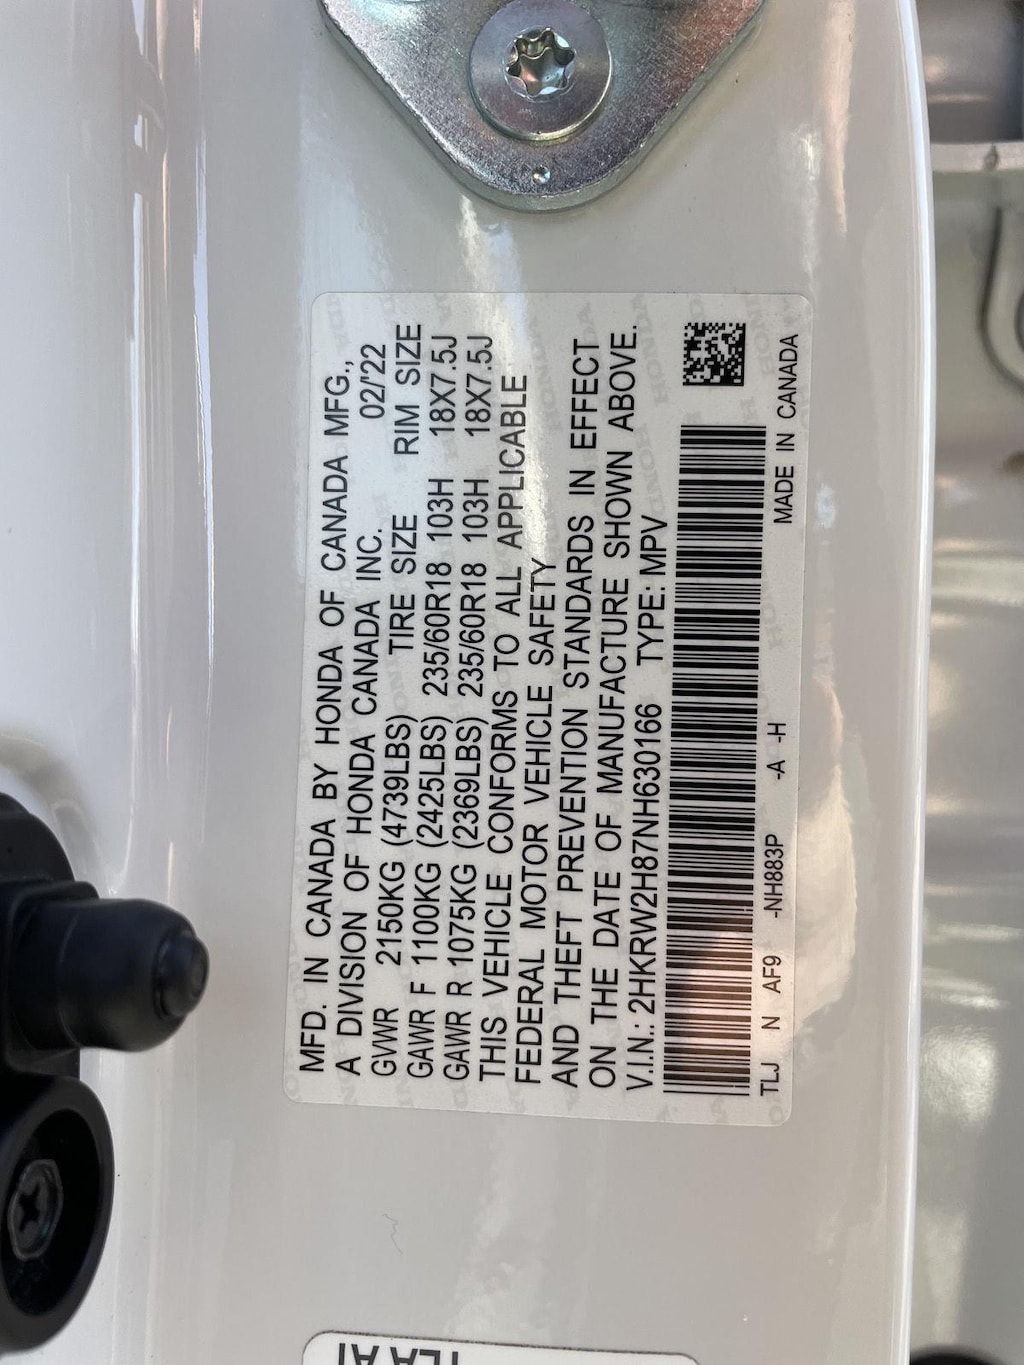 MFD. IN CANADA BY HONDA OF CANADA MFG.,
A DIVISION OF HONDA CANADA INC. 02/'22
GVWR 2150KG (4739LBS) TIRE SIZE RIM SIZE
GAWR F 1100KG (2425LBS) 235/60R18 103H 18X7.5J
GAWR R 1075KG (2369LBS) 235/60R18 103H 18X7.5J
THIS VEHICLE CONFORMS TO ALL APPLICABLE
FEDERAL MOTOR VEHICLE SAFETY
AND THEFT PREVENTION STANDARDS IN EFFECT
ON THE DATE OF MANUFACTURE SHOWN ABOVE.
V.I.N.: 2HKRW2H87NH630166 TYPE: MPV
TLJ N AF9 -NH883P -A -H MADE IN CANADA